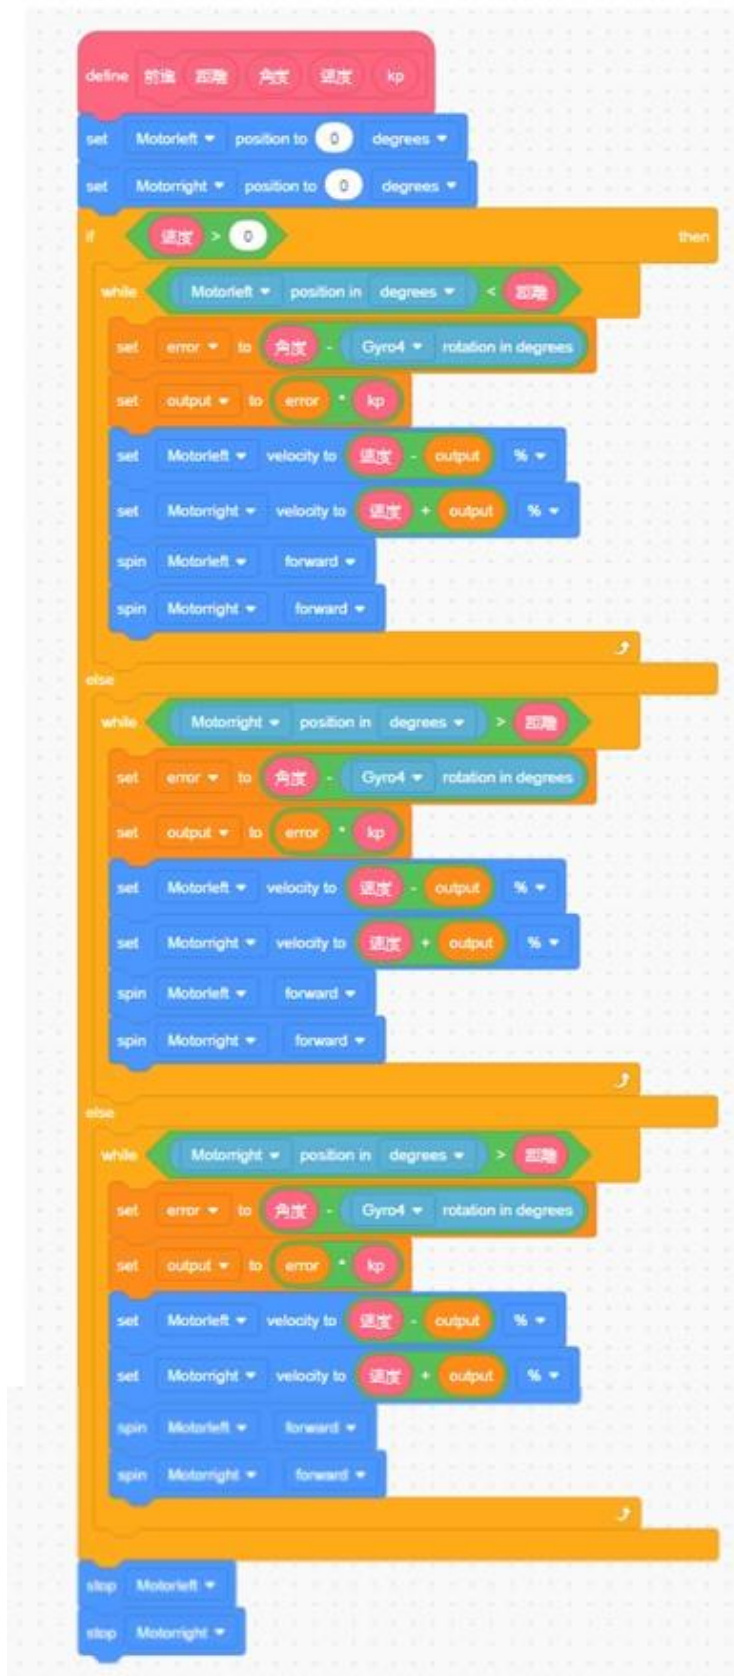 define 前進 距離 角度 速度 kp
set Motorleft position to 0 degrees
set Motorright position to 0 degrees
if 速度 > 0 then
while Motorleft position in degrees < 距離
set error to 角度 - Gyro4 rotation in degrees
set output to error * kp
set Motorleft velocity to 速度 - output %
set Motorright velocity to 速度 + output %
spin Motorleft forward
spin Motorright forward
else
while Motorright position in degrees > 距離
set error to 角度 - Gyro4 rotation in degrees
set output to error * kp
set Motorleft velocity to 速度 - output %
set Motorright velocity to 速度 + output %
spin Motorleft forward
spin Motorright forward
else
while Motorright position in degrees > 距離
set error to 角度 - Gyro4 rotation in degrees
set output to error * kp
set Motorleft velocity to 速度 - output %
set Motorright velocity to 速度 + output %
spin Motorleft forward
spin Motorright forward
stop Motorleft
stop Motorright